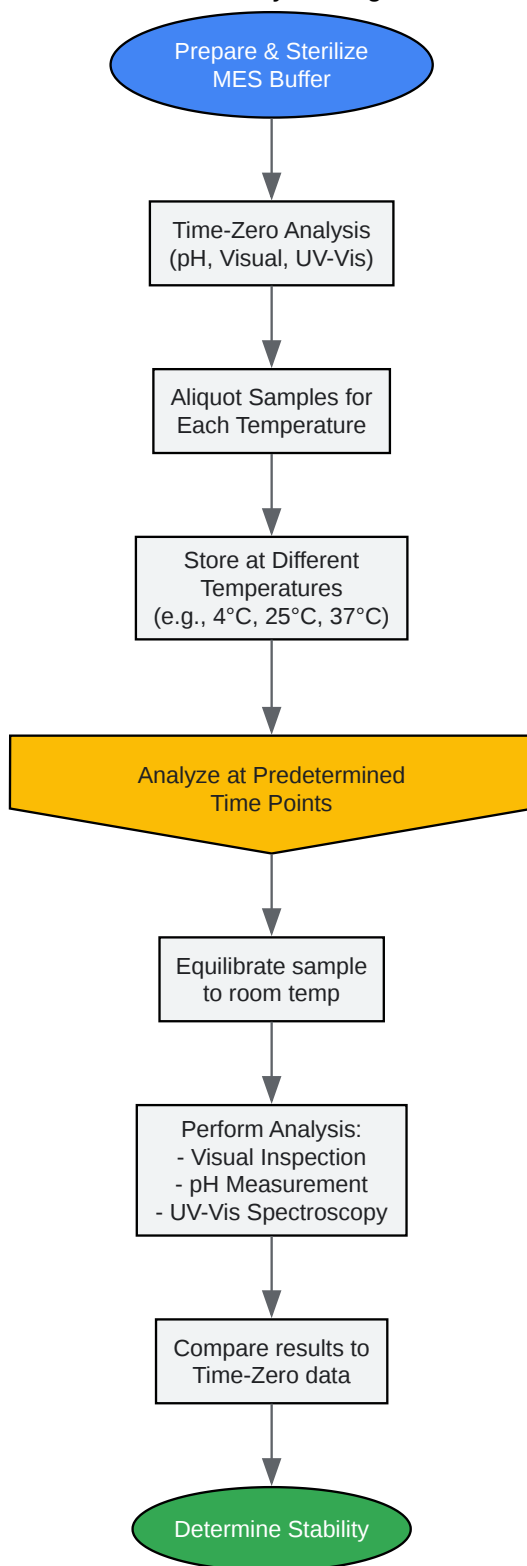 Prepare & Sterilize
MES Buffer
Time-Zero Analysis
(pH, Visual, UV-Vis)
Aliquot Samples for
Each Temperature
Store at Different
Temperatures
(e.g., 4°C, 25°C, 37°C)
Analyze at Predetermined
Time Points
Equilibrate sample
to room temp
Perform Analysis:
- Visual Inspection
- pH Measurement
- UV-Vis Spectroscopy
Compare results to
Time-Zero data
Determine Stability